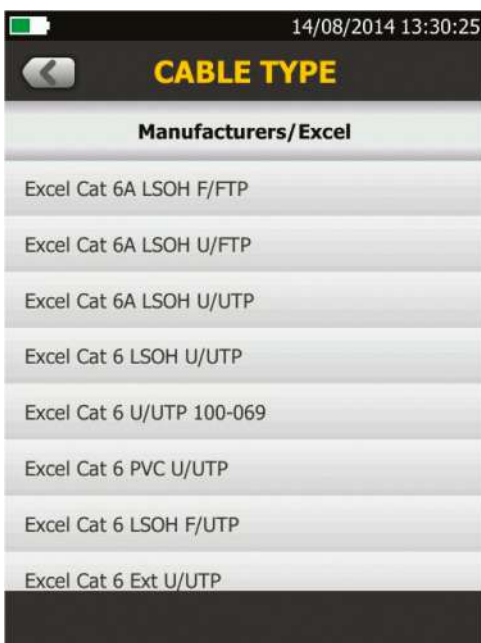 14/08/2014 13:30:25
CABLE TYPE
Manufacturers/Excel
Excel Cat 6A LSOH F/FTP
Excel Cat 6A LSOH U/FTP
Excel Cat 6A LSOH U/UTP
Excel Cat 6 LSOH U/UTP
Excel Cat 6 U/UTP 100-069
Excel Cat 6 PVC U/UTP
Excel Cat 6 LSOH F/UTP
Excel Cat 6 Ext U/UTP